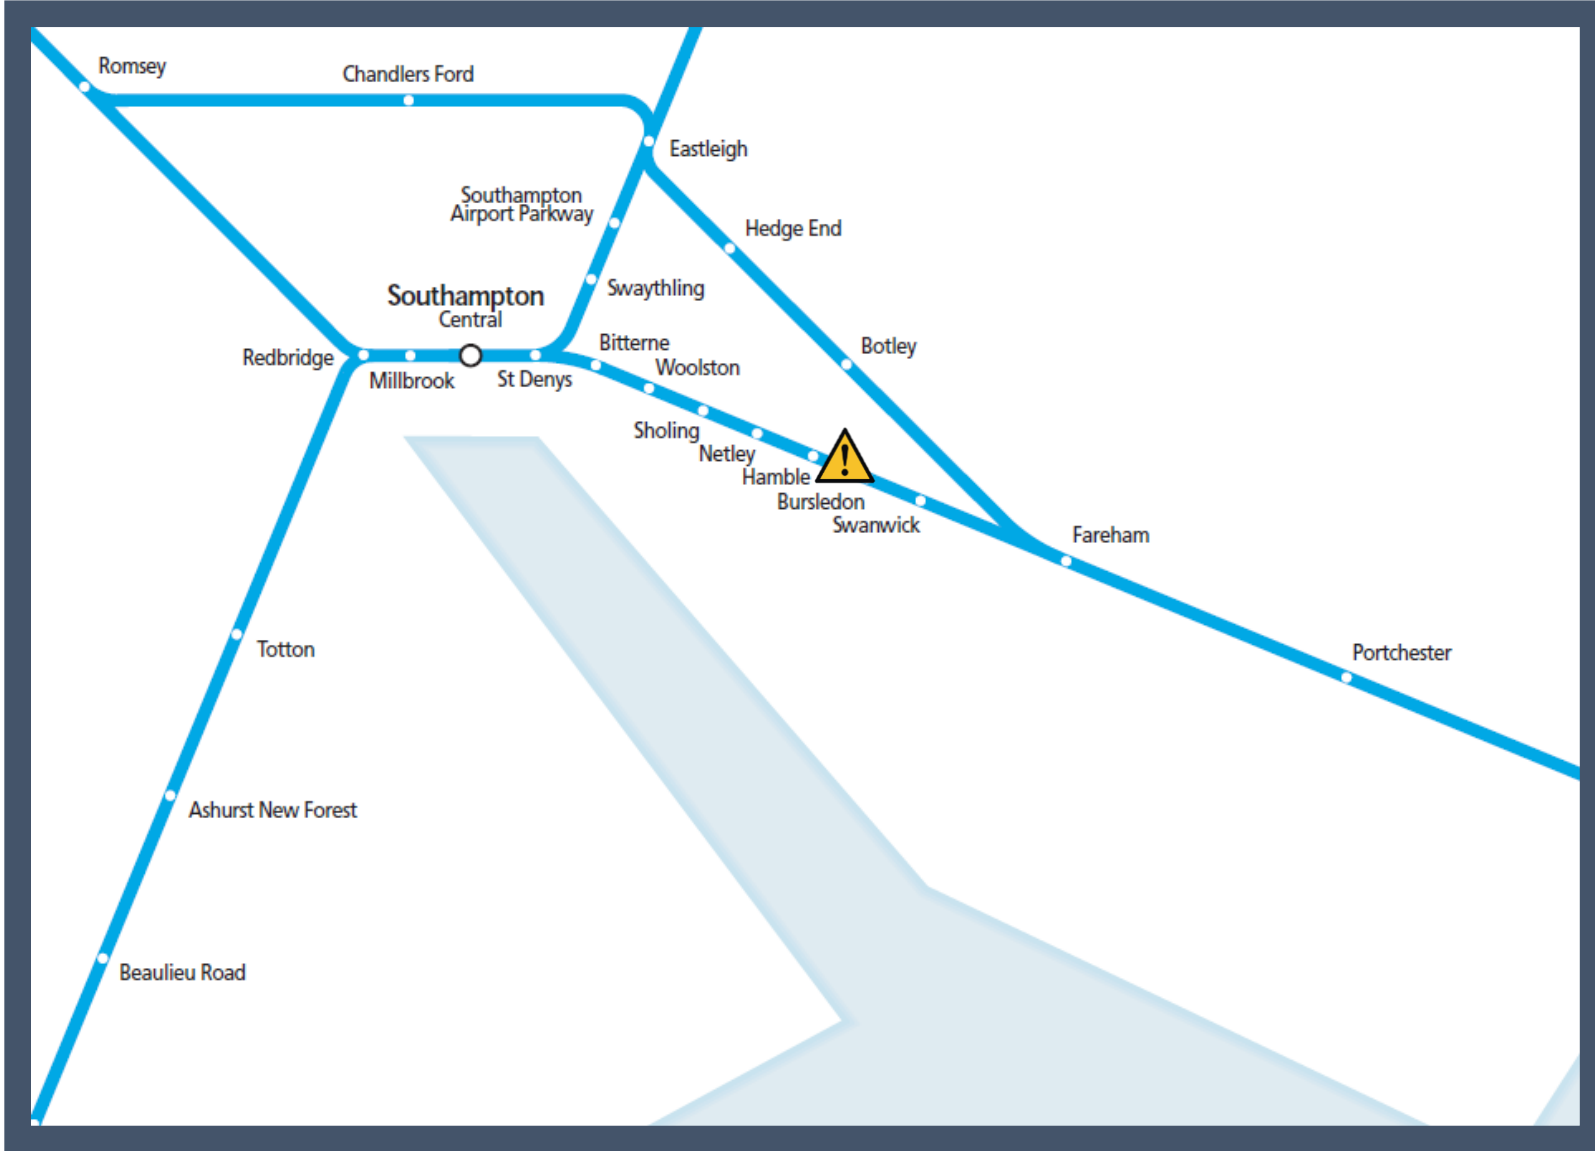 Romsey
Chandlers Ford
Eastleigh
Southampton
Airport Parkway
Hedge End
Swaythling
Southampton
Central
Bitterne
Botley
Redbridge
Woolston
Millbrook
St Denys
Sholing
Netley
!
Hamble
Bursledon
Swanwick
Fareham
Totton
Portchester
Ashurst New Forest
Beaulieu Road